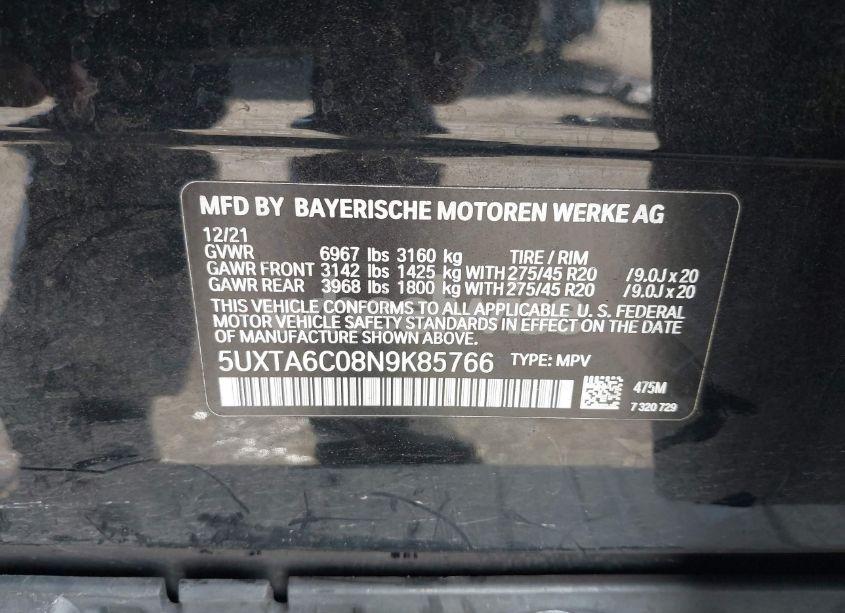 MFD BY BAYERISCHE MOTOREN WERKE AG
12/21
GVWR 6967 lbs 3160 kg TIRE / RIM
GAWR FRONT 3142 lbs 1425 kg WITH 275/45 R20 /9.0J x 20
GAWR REAR 3968 lbs 1800 kg WITH 275/45 R20 /9.0J x 20
THIS VEHICLE CONFORMS TO ALL APPLICABLE U. S. FEDERAL
MOTOR VEHICLE SAFETY STANDARDS IN EFFECT ON THE DATE
OF MANUFACTURE SHOWN ABOVE.
5UXTA6C08N9K85766 TYPE: MPV
475M
7 320 729